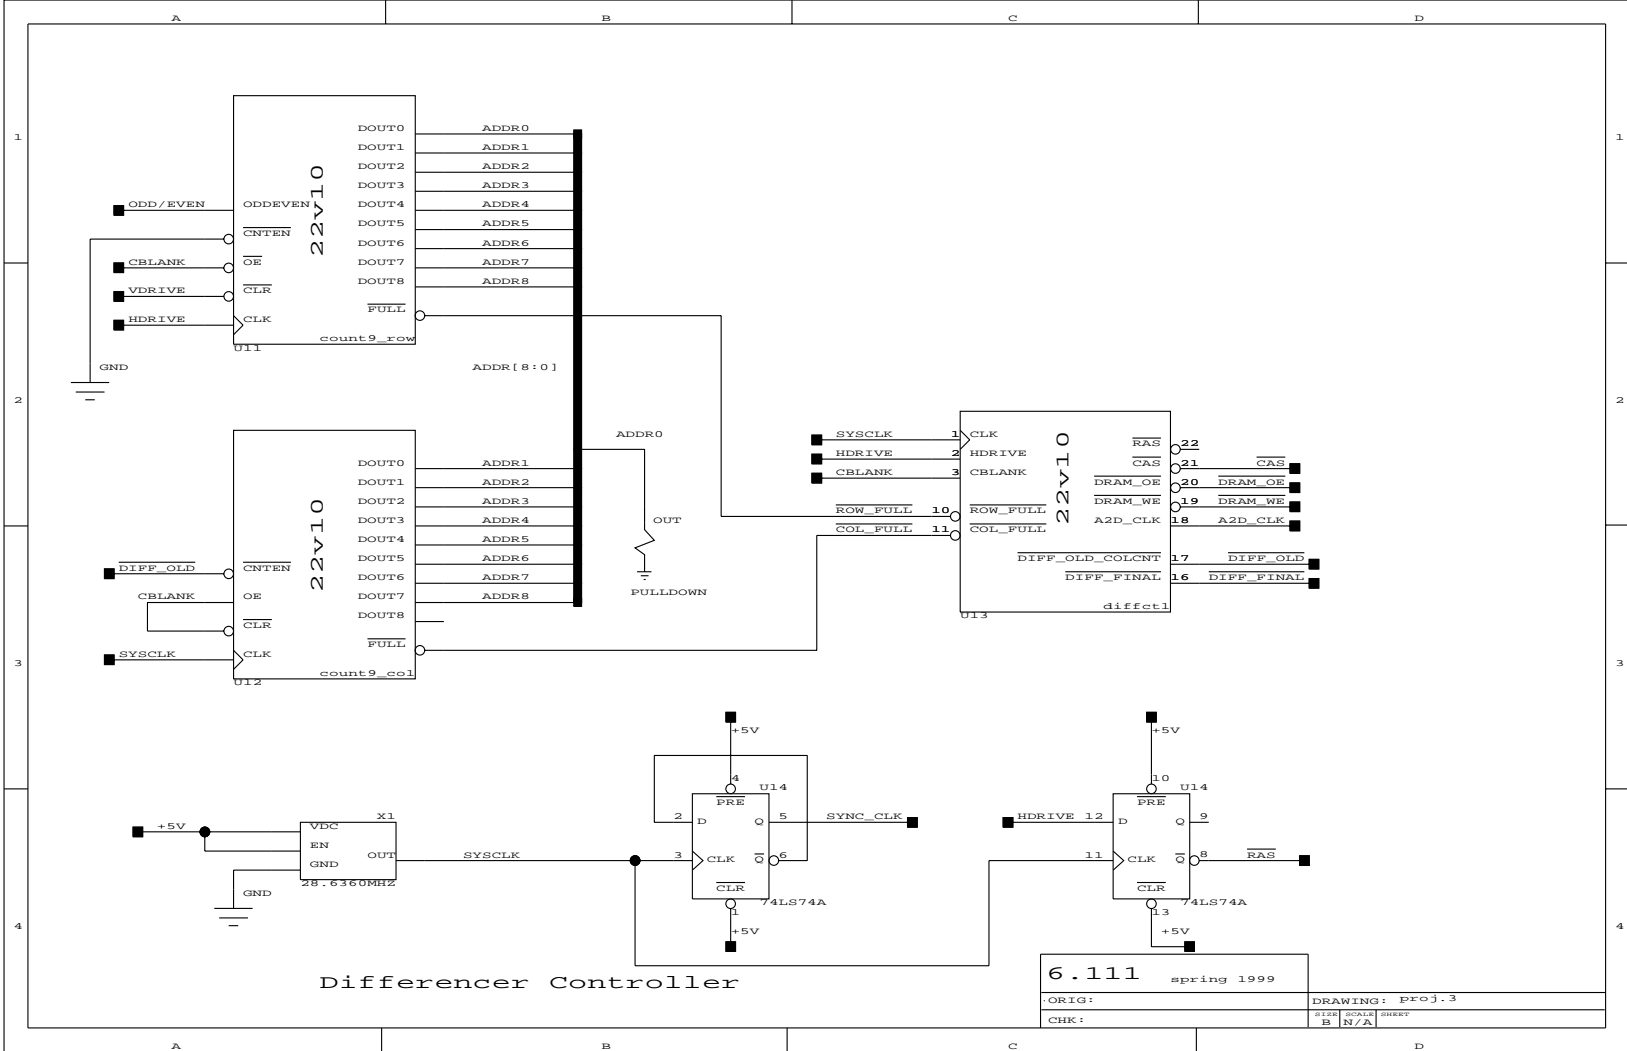 A B C D
1 1
DOUT0 ADDR0
DOUT1 ADDR1
DOUT2 ADDR2
DOUT3 ADDR3
ODD/EVEN ODDEVEN DOUT4 ADDR4
22v10
DOUT5 ADDR5
CNTEN DOUT6 ADDR6
CBLANK OE DOUT7 ADDR7
DOUT8 ADDR8
VDRIVE CLR
FULL
HDRIVE CLK
count9_row
U11
GND
ADDR[8:0]
2 2
ADDR0
SYSCLK 1 CLK
RAS 22
HDRIVE 2 HDRIVE
CAS 21 CAS
CBLANK 3 CBLANK
22v10
DRAM_OE 20 DRAM_OE
DRAM_WE 19 DRAM_WE
ROW_FULL 10 ROW_FULL
A2D_CLK 18 A2D_CLK
COL_FULL 11 COL_FULL
DIFF_OLD_COLCNT 17 DIFF_OLD
DIFF_FINAL 16 DIFF_FINAL
diffctl
U13
DOUT0 ADDR1
DOUT1 ADDR2
DOUT2 ADDR3
DOUT3 ADDR4
OUT
DOUT4 ADDR5
22v10
DOUT5 ADDR6
DIFF_OLD CNTEN DOUT6 ADDR7
PULLDOWN
CBLANK OE DOUT7 ADDR8
DOUT8
CLR
FULL
SYSCLK CLK
3 3
count9_col
U12
+5V +5V
4 U14
10 U14
PRE PRE
X1
+5V VDC
2 D Q 5 SYNC_CLK
HDRIVE 12 D Q 9
EN
OUT SYSCLK
3 CLK Q 6
11 CLK Q 8 RAS
GND
28.6360MHZ
GND
CLR CLR
74LS74A 74LS74A
1 13
+5V +5V
4 4
Differencer Controller
6.111 spring 1999
ORIG: DRAWING: proj.3
CHK: SIZE SCALE SHEET
B N/A
A B C D